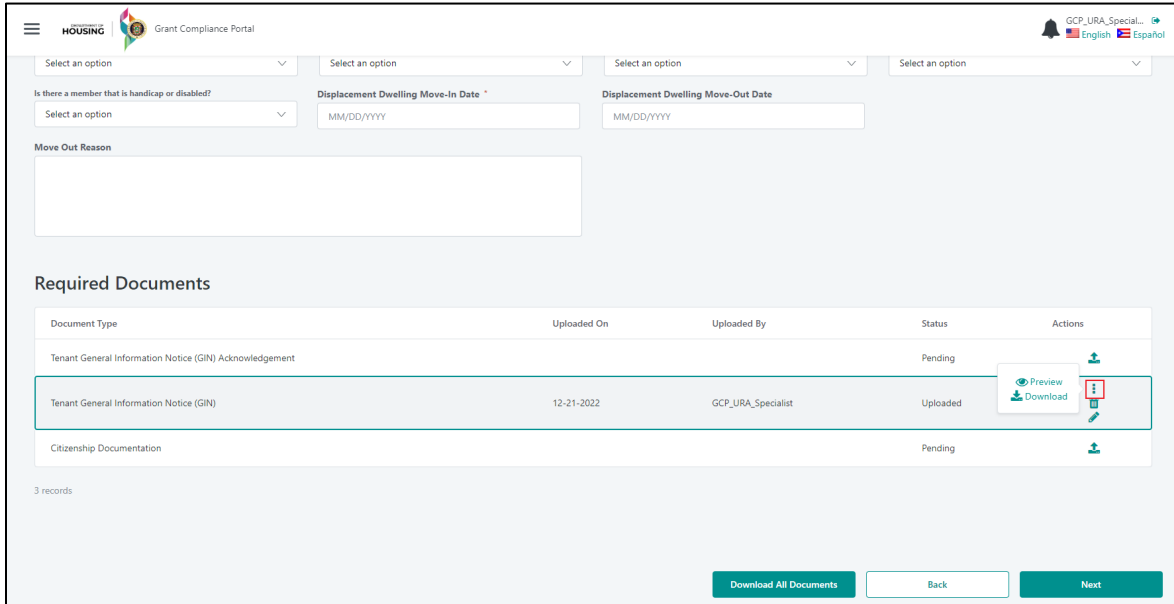 DEPARTMENT OF
HOUSING
Grant Compliance Portal
GCP_URA_Special...
English Español
Select an option Select an option Select an option Select an option
Is there a member that is handicap or disabled? Displacement Dwelling Move-In Date * Displacement Dwelling Move-Out Date
Select an option MM/DD/YYYY MM/DD/YYYY
Move Out Reason
Required Documents
Document Type Uploaded On Uploaded By Status Actions
Tenant General Information Notice (GIN) Acknowledgement Pending
Preview
Tenant General Information Notice (GIN) 12-21-2022 GCP_URA_Specialist Uploaded
Download
Citizenship Documentation Pending
3 records
Download All Documents Back Next